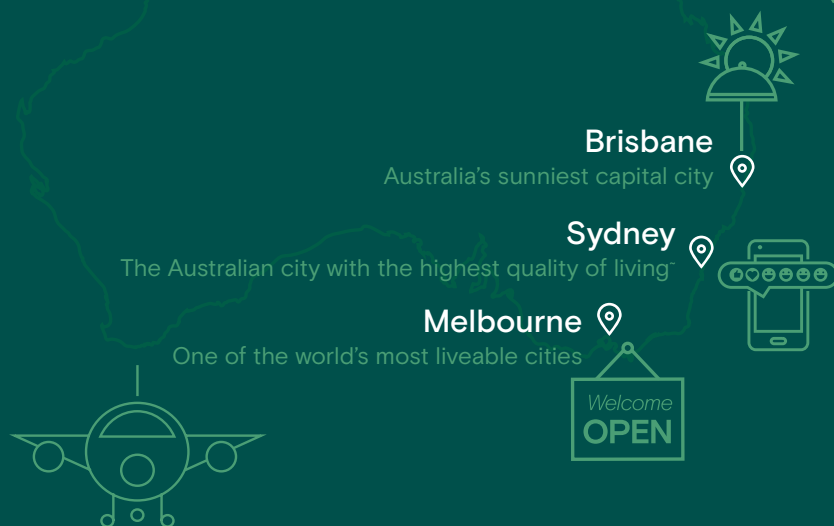 Brisbane
Australia's sunniest capital city
Sydney
The Australian city with the highest quality of living~
Melbourne
One of the world's most liveable cities
Welcome
OPEN